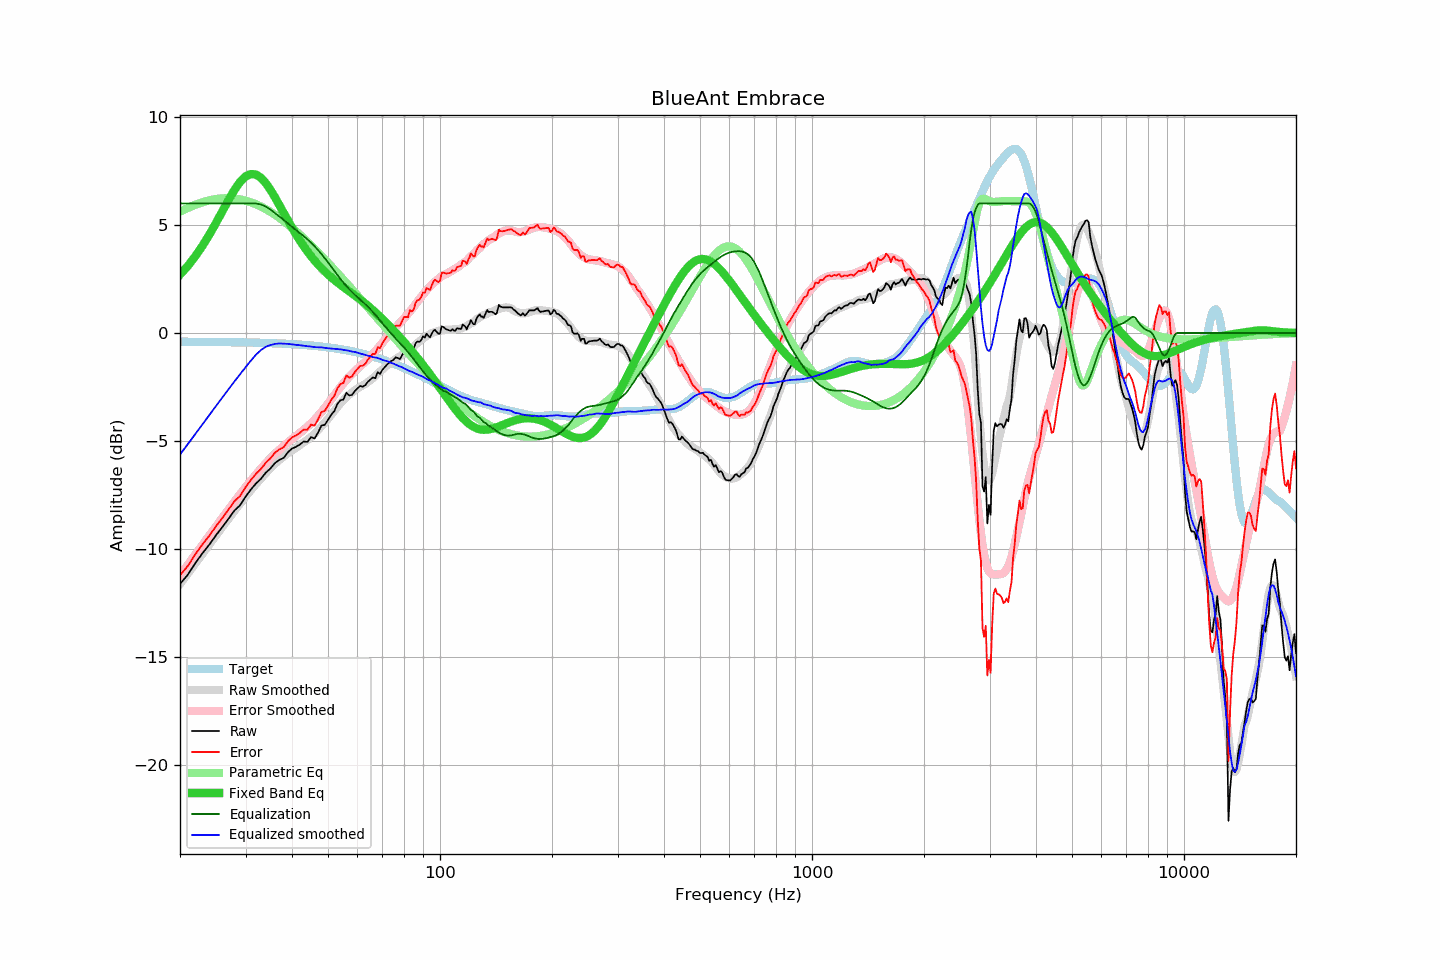 BlueAnt Embrace
10
5
0
−5
−10
−15
−20
Amplitude (dBr)
Target
Raw Smoothed
Error Smoothed
Raw
Error
Parametric Eq
Fixed Band Eq
Equalization
Equalized smoothed
100
1000
10000
Frequency (Hz)